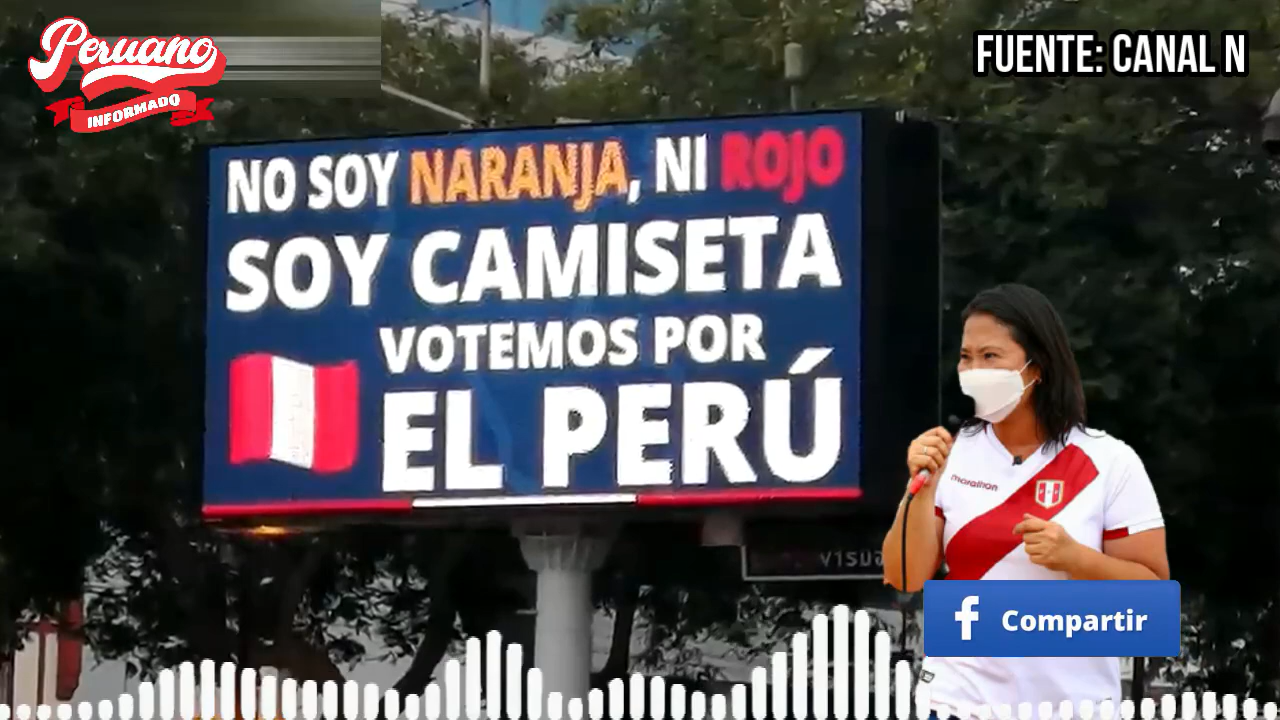 Peruano
INFORMADO
FUENTE: CANAL N
NO SOY NARANJA, NI ROJO
SOY CAMISETA
VOTEMOS POR
EL PERÚ
marathon
f Compartir